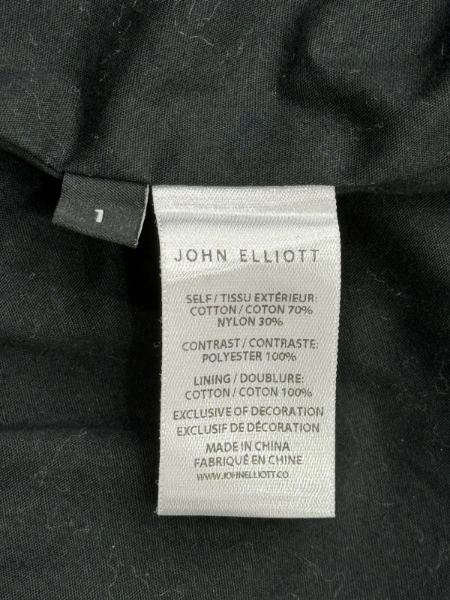 1
JOHN ELLIOTT
SELF / TISSU EXTÉRIEUR:
COTTON / COTON 70%
NYLON 30%
CONTRAST / CONTRASTE:
POLYESTER 100%
LINING / DOUBLURE:
COTTON / COTON 100%
EXCLUSIVE OF DECORATION
EXCLUSIF DE DÉCORATION
MADE IN CHINA
FABRIQUÉ EN CHINE
WWW.JOHNELLIOTT.CO